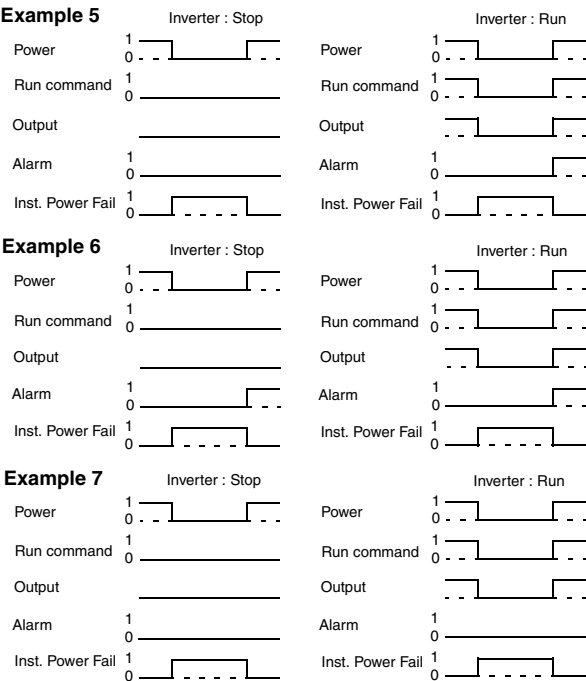 Example 5
Inverter : Stop
Power 1
0
Run command 1
0
Output
Alarm 1
0
Inst. Power Fail 1
0
Inverter : Run
Power 1
0
Run command 1
0
Output
Alarm 1
0
Inst. Power Fail 1
0
Example 6
Inverter : Stop
Power 1
0
Run command 1
0
Output
Alarm 1
0
Inst. Power Fail 1
0
Inverter : Run
Power 1
0
Run command 1
0
Output
Alarm 1
0
Inst. Power Fail 1
0
Example 7
Inverter : Stop
Power 1
0
Run command 1
0
Output
Alarm 1
0
Inst. Power Fail 1
0
Inverter : Run
Power 1
0
Run command 1
0
Output
Alarm 1
0
Inst. Power Fail 1
0